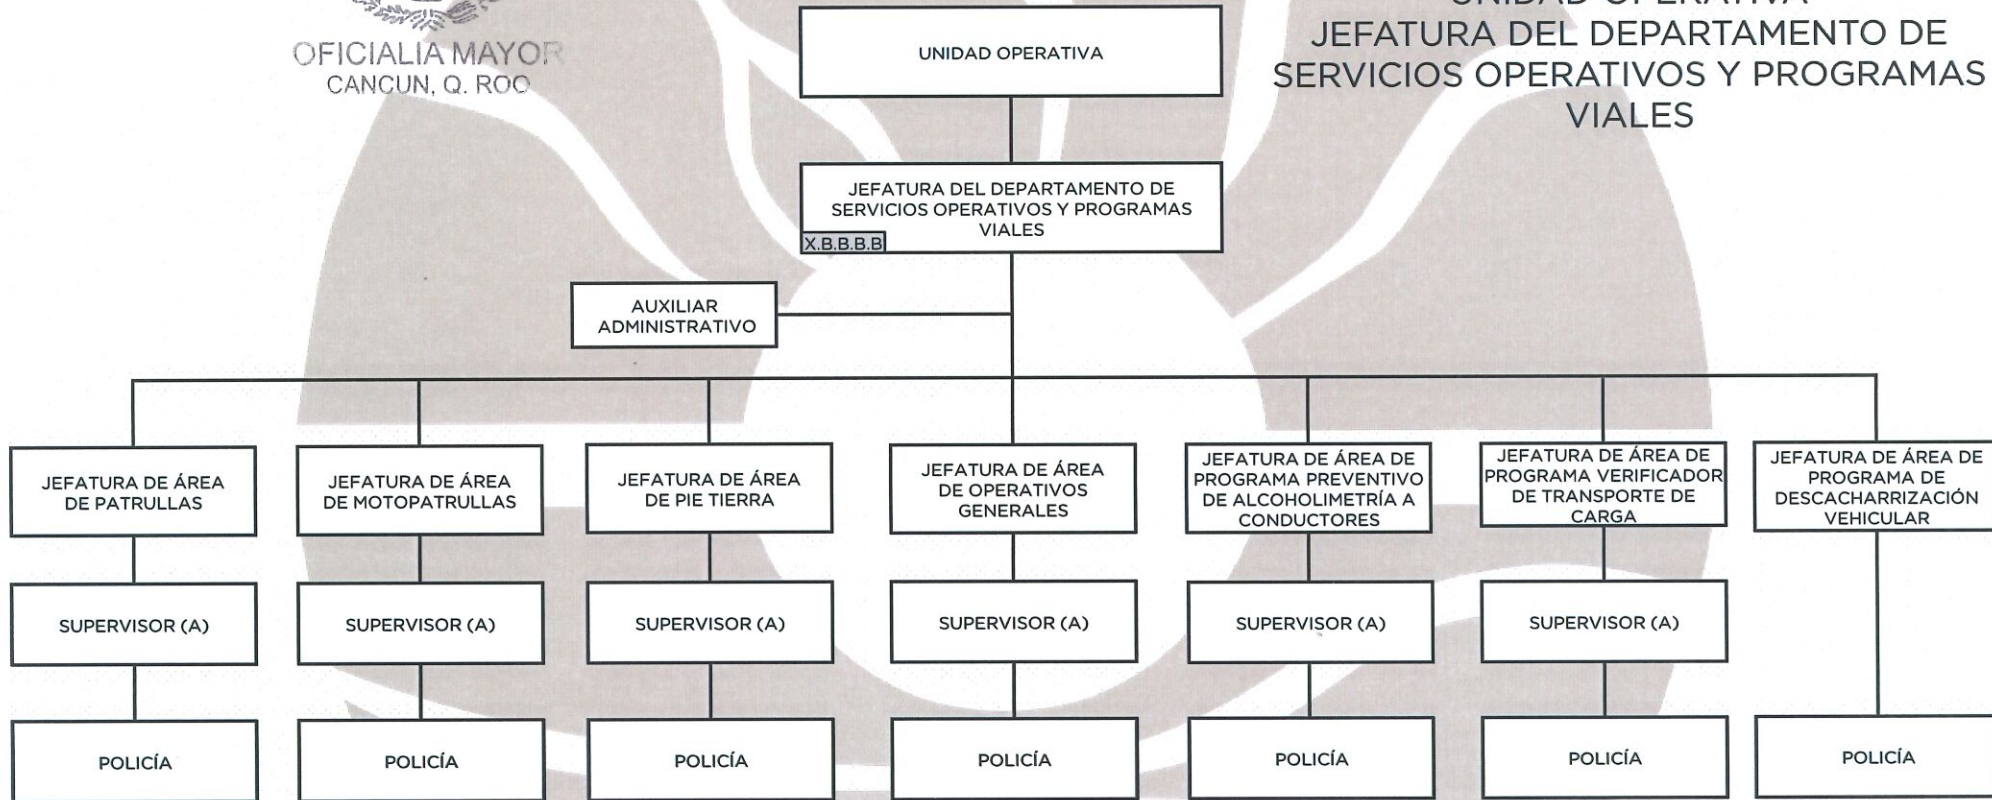 OFICIALIA MAYOR
CANCUN, Q. ROO
UNIDAD OPERATIVA
JEFATURA DEL DEPARTAMENTO DE
SERVICIOS OPERATIVOS Y PROGRAMAS
VIALES
UNIDAD OPERATIVA
JEFATURA DEL DEPARTAMENTO DE
SERVICIOS OPERATIVOS Y PROGRAMAS
VIALES
X.B.B.B.B
AUXILIAR
ADMINISTRATIVO
JEFATURA DE ÁREA
DE PATRULLAS
JEFATURA DE ÁREA
DE MOTOPATRULLAS
JEFATURA DE ÁREA
DE PIE TIERRA
JEFATURA DE ÁREA
DE OPERATIVOS
GENERALES
JEFATURA DE ÁREA DE
PROGRAMA PREVENTIVO
DE ALCOHOLIMETRÍA A
CONDUCTORES
JEFATURA DE ÁREA DE
PROGRAMA VERIFICADOR
DE TRANSPORTE DE
CARGA
JEFATURA DE ÁREA DE
PROGRAMA DE
DESCACHARRIZACIÓN
VEHICULAR
SUPERVISOR (A)
SUPERVISOR (A)
SUPERVISOR (A)
SUPERVISOR (A)
SUPERVISOR (A)
SUPERVISOR (A)
POLICÍA
POLICÍA
POLICÍA
POLICÍA
POLICÍA
POLICÍA
POLICÍA